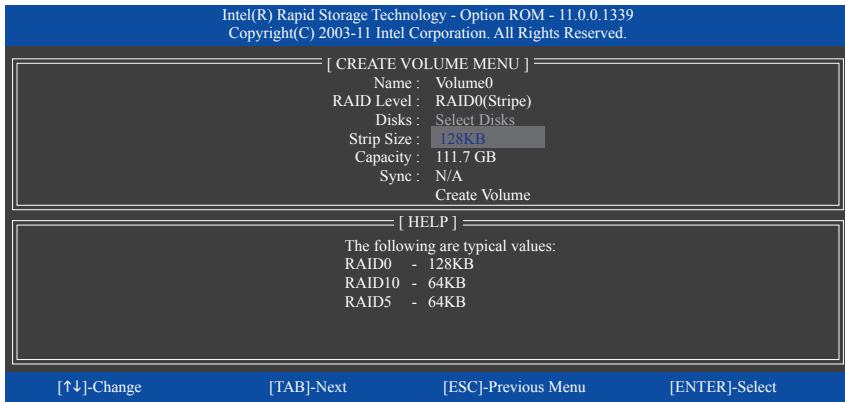 Intel(R) Rapid Storage Technology - Option ROM - 11.0.0.1339
Copyright(C) 2003-11 Intel Corporation. All Rights Reserved.
[ CREATE VOLUME MENU ]
Name : Volume0
RAID Level : RAID0(Stripe)
Disks : Select Disks
Strip Size : 128KB
Capacity : 111.7 GB
Sync : N/A
Create Volume
[ HELP ]
The following are typical values:
RAID0 - 128KB
RAID10 - 64KB
RAID5 - 64KB
[↑↓]-Change [TAB]-Next [ESC]-Previous Menu [ENTER]-Select